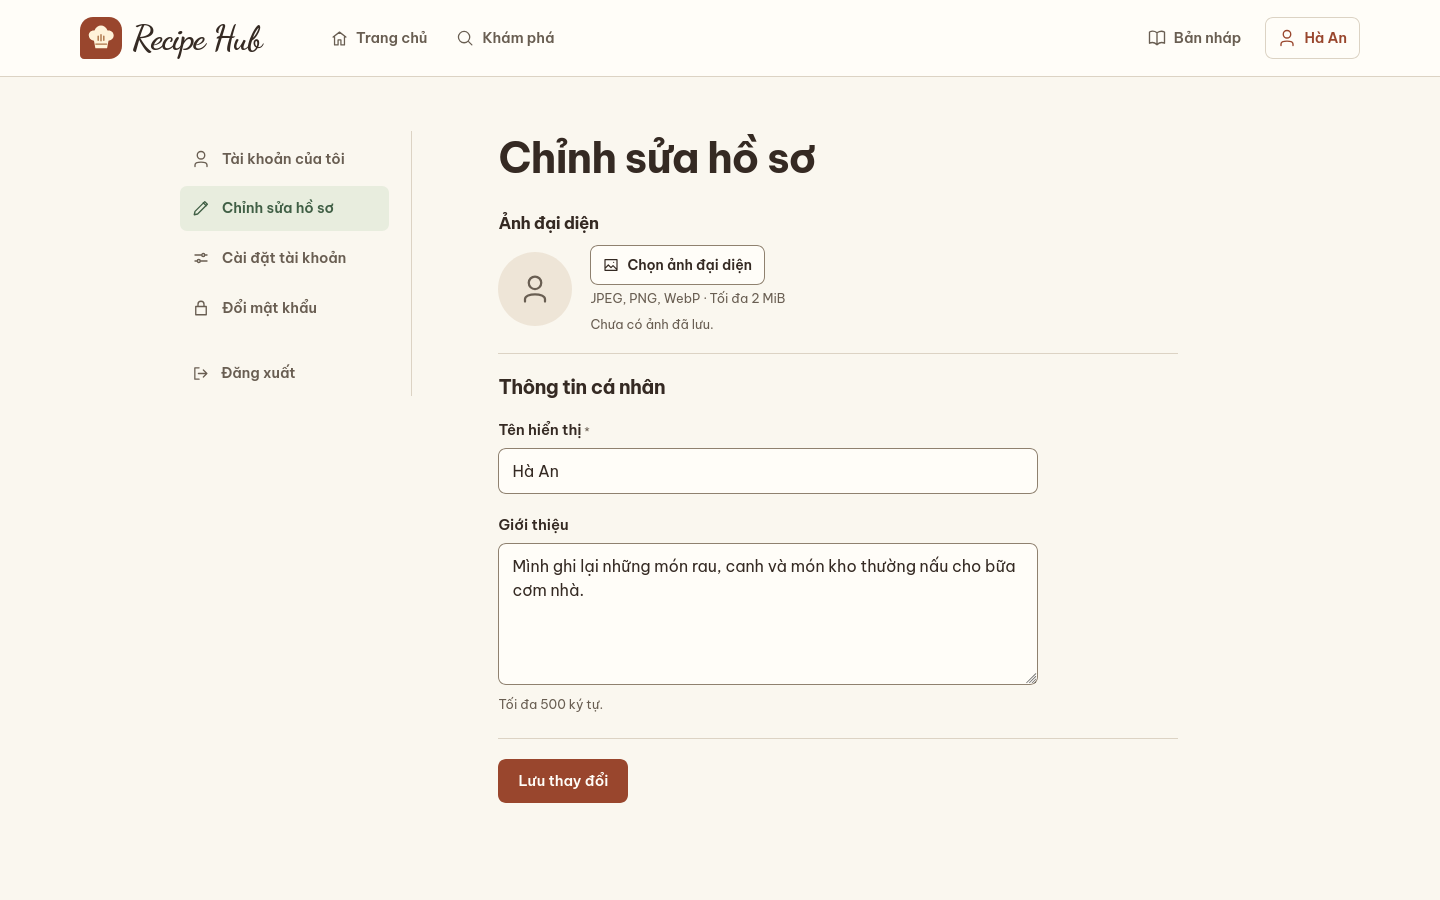 Recipe Hub
Trang chủ
Khám phá
Bản nháp
Hà An
Tài khoản của tôi
Chỉnh sửa hồ sơ
Cài đặt tài khoản
Đổi mật khẩu
Đăng xuất
Chỉnh sửa hồ sơ
Ảnh đại diện
Chọn ảnh đại diện
JPEG, PNG, WebP · Tối đa 2 MiB
Chưa có ảnh đã lưu.
Thông tin cá nhân
Tên hiển thị *
Hà An
Giới thiệu
Mình ghi lại những món rau, canh và món kho thường nấu cho bữa
cơm nhà.
Tối đa 500 ký tự.
Lưu thay đổi